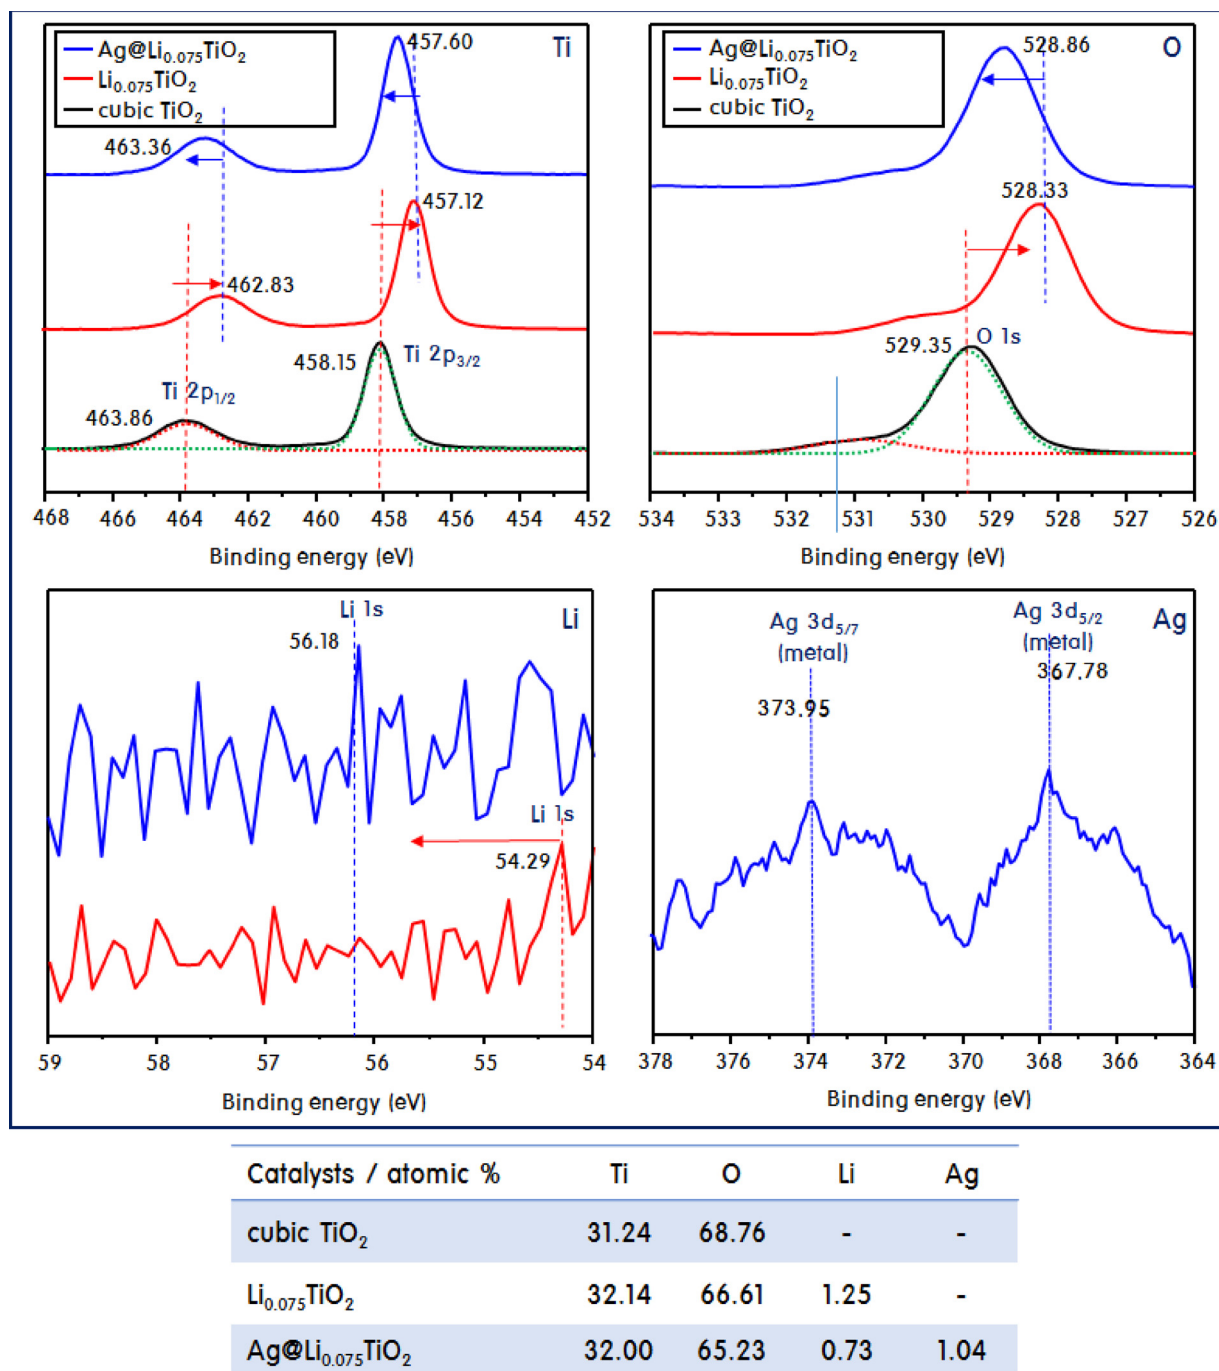 Ag@Li0.075TiO2
Li0.075TiO2
cubic TiO2
Ti
457.60
463.36
457.12
462.83
458.15
Ti 2p3/2
Ti 2p1/2
463.86
468 466 464 462 460 458 456 454 452
Binding energy (eV)
Ag@Li0.075TiO2
Li0.075TiO2
cubic TiO2
O
528.86
528.33
529.35
O 1s
534 533 532 531 530 529 528 527 526
Binding energy (eV)
Li 1s
Li
56.18
Li 1s
54.29
59 58 57 56 55 54
Binding energy (eV)
Ag 3d5/7
(metal)
373.95
Ag 3d5/2
(metal)
367.78
Ag
378 376 374 372 370 368 366 364
Binding energy (eV)
Catalysts / atomic % Ti O Li Ag
cubic TiO2 31.24 68.76 - -
Li0.075TiO2 32.14 66.61 1.25 -
Ag@Li0.075TiO2 32.00 65.23 0.73 1.04